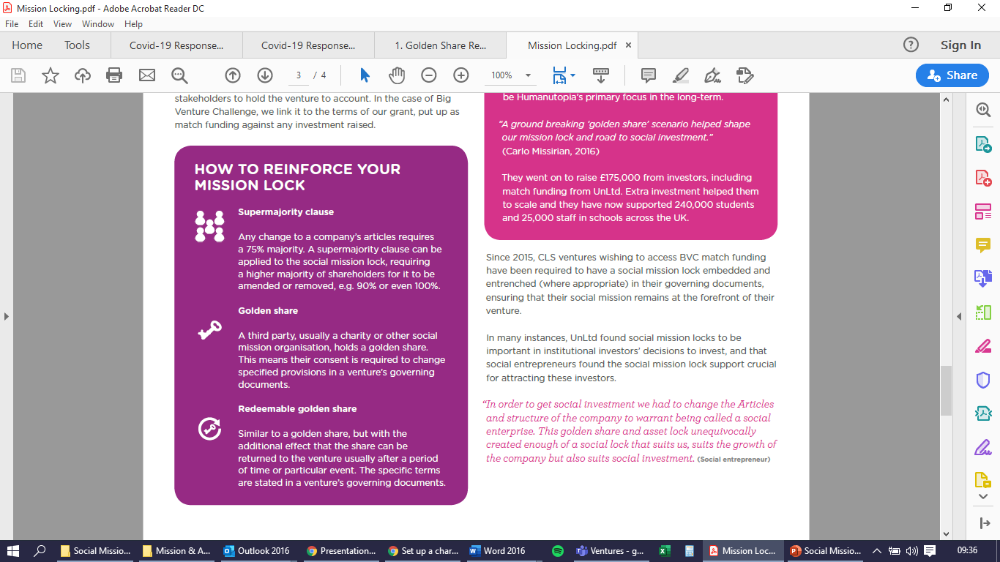 Mission Locking.pdf - Adobe Acrobat Reader DC
File Edit View Window Help
Home Tools Covid-19 Response... Covid-19 Response... 1. Golden Share Re... Mission Locking.pdf × Sign In
3 / 4 100% Share
stakeholders to hold the venture to account. In the case of Big
Venture Challenge, we link it to the terms of our grant, put up as
match funding against any investment raised.
HOW TO REINFORCE YOUR
MISSION LOCK
Supermajority clause
Any change to a company's articles requires
a 75% majority. A supermajority clause can be
applied to the social mission lock, requiring
a higher majority of shareholders for it to be
amended or removed, e.g. 90% or even 100%.
Golden share
A third party, usually a charity or other social
mission organisation, holds a golden share.
This means their consent is required to change
specified provisions in a venture's governing
documents.
Redeemable golden share
Similar to a golden share, but with the
additional effect that the share can be
returned to the venture usually after a period
of time or particular event. The specific terms
are stated in a venture's governing documents.
be Humanutopia's primary focus in the long-term.
"A ground breaking 'golden share' scenario helped shape
our mission lock and road to social investment."
(Carlo Missirian, 2016)
They went on to raise £175,000 from investors, including
match funding from UnLtd. Extra investment helped them
to scale and they have now supported 240,000 students
and 25,000 staff in schools across the UK.
Since 2015, CLS ventures wishing to access BVC match funding
have been required to have a social mission lock embedded and
entrenched (where appropriate) in their governing documents,
ensuring that their social mission remains at the forefront of their
venture.
In many instances, UnLtd found social mission locks to be
important in institutional investors' decisions to invest, and that
social entrepreneurs found the social mission lock support crucial
for attracting these investors.
"In order to get social investment we had to change the Articles
and structure of the company to warrant being called a social
enterprise. This golden share and asset lock unequivocally
created enough of a social lock that suits us, suits the growth of
the company but also suits social investment. (Social entrepreneur)
Social Missio... Mission & A... Outlook 2016 Presentation... Set up a char... Word 2016 Ventures - g... Mission Loc... Social Missio... 09:36